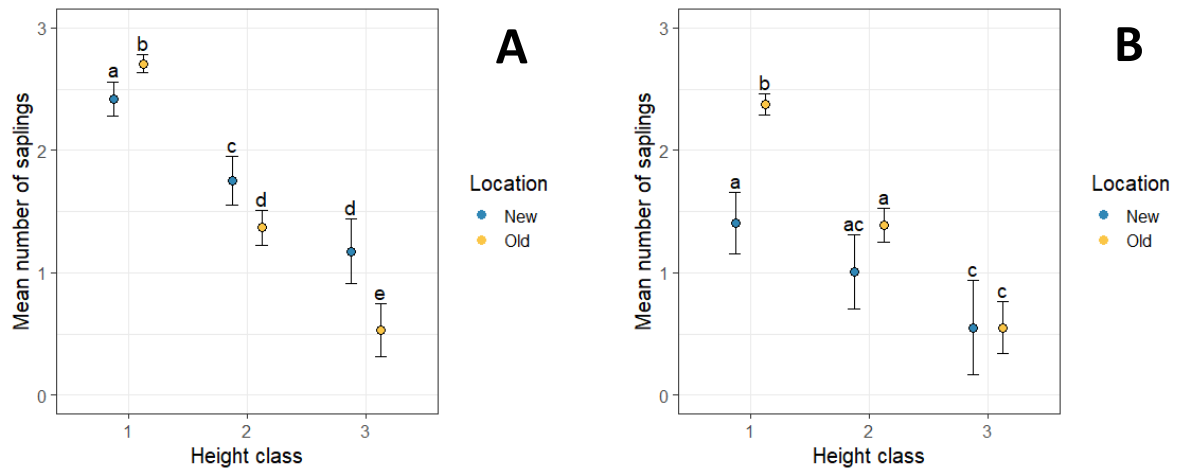 A
Mean number of saplings
3
2
1
0
a
b
c
d
d
e
1
2
3
Height class
Location
New
Old
B
Mean number of saplings
3
2
1
0
a
b
ac
a
c
c
1
2
3
Height class
Location
New
Old